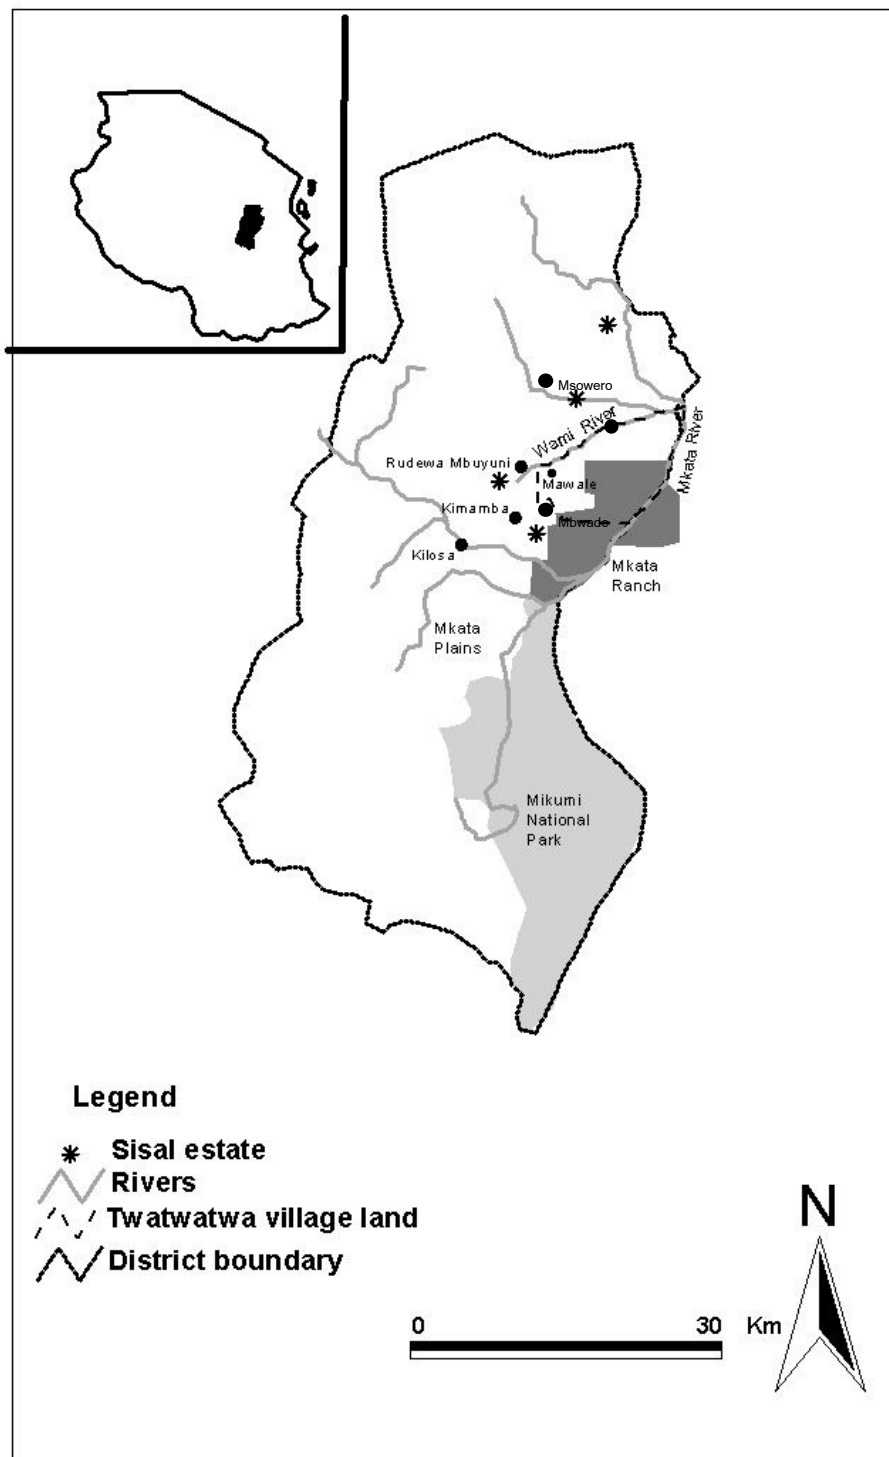 Msowero
Wami River
Mkata River
Rudewa Mbuyuni
Mawale
Kimamba
Mbwade
Kilosa
Mkata
Ranch
Mkata
Plains
Mikumi
National
Park
Legend
Sisal estate
Rivers
Twatwatwa village land
District boundary
N
0 30 Km